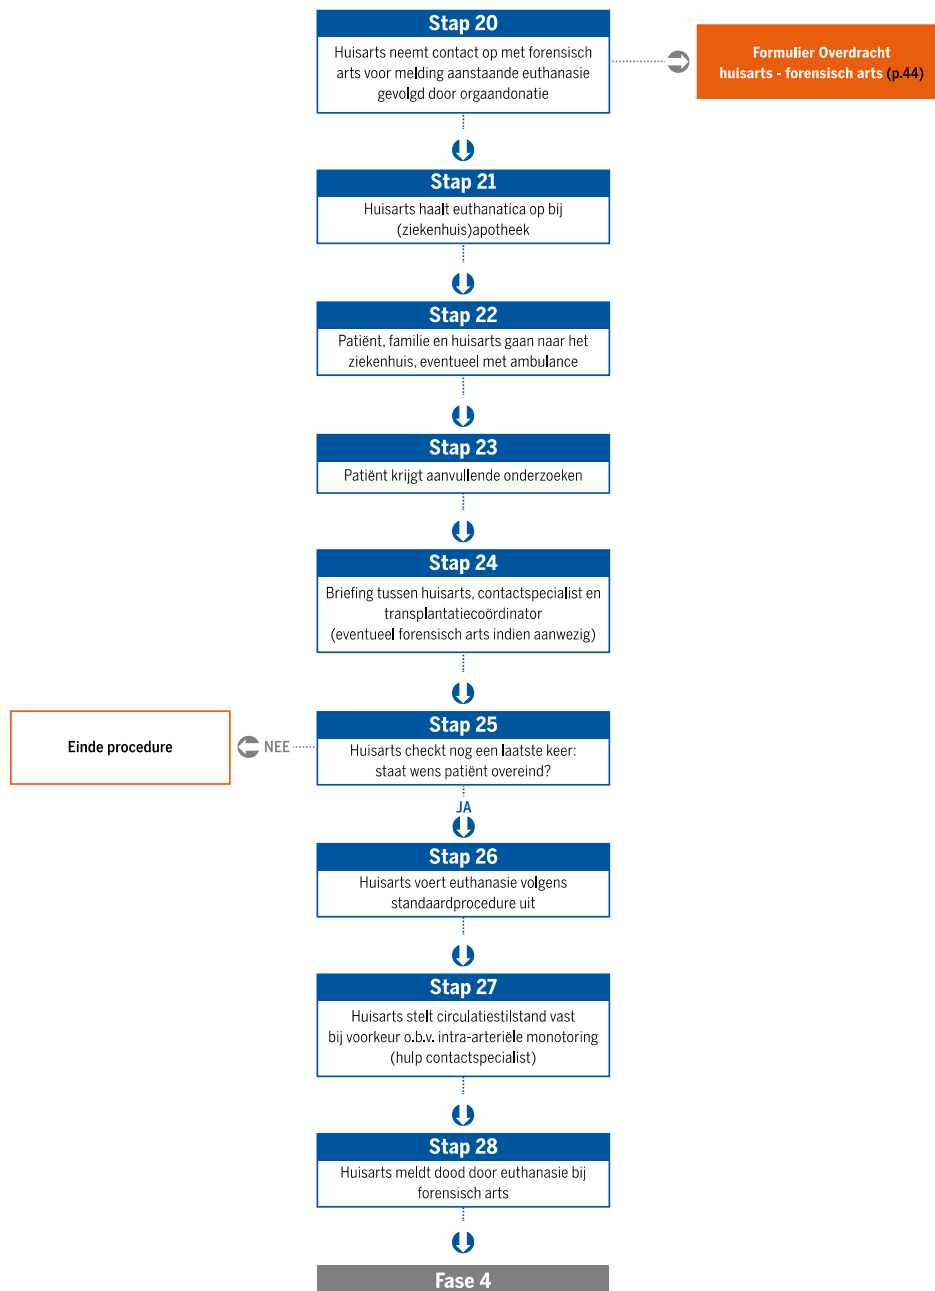 Stap 20
Huisarts neemt contact op met forensisch
arts voor melding aanstaande euthanasie
gevolgd door orgaandonatie
Formulier Overdracht
huisarts - forensisch arts (p.44)
Stap 21
Huisarts haalt euthanatica op bij
(ziekenhuis)apotheek
Stap 22
Patiënt, familie en huisarts gaan naar het
ziekenhuis, eventueel met ambulance
Stap 23
Patiënt krijgt aanvullende onderzoeken
Stap 24
Briefing tussen huisarts, contactspecialist en
transplantatiecoördinator
(eventueel forensisch arts indien aanwezig)
Stap 25
Huisarts checkt nog een laatste keer:
staat wens patiënt overeind?
NEE
Einde procedure
JA
Stap 26
Huisarts voert euthanasie volgens
standaardprocedure uit
Stap 27
Huisarts stelt circulatiestilstand vast
bij voorkeur o.b.v. intra-arteriële monotoring
(hulp contactspecialist)
Stap 28
Huisarts meldt dood door euthanasie bij
forensisch arts
Fase 4